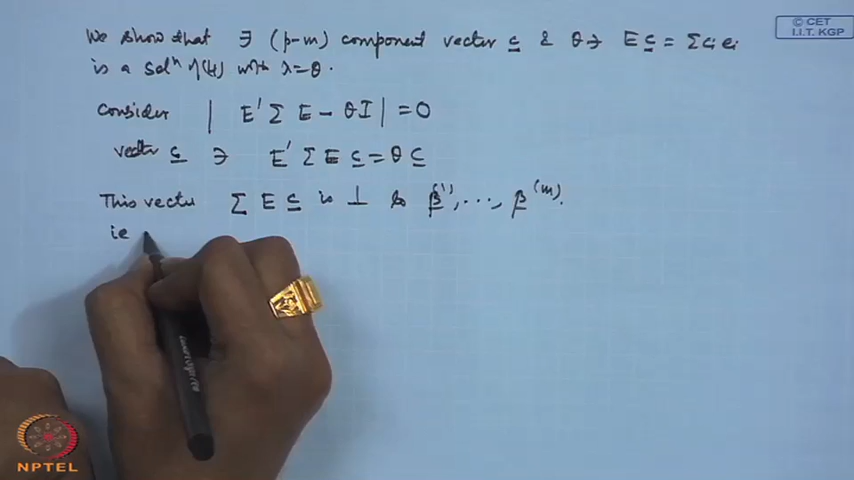 We show that ∃ (p-m) component vector c̲ & θ ∋ E c̲ = Σ cᵢ eᵢ
is a solⁿ of (4) with λ=θ.
Consider | E' Σ E - θI | = 0
vector c̲ ∋ E' Σ E c̲ = θ c̲
This vector Σ E c̲ is ⊥ to β̲⁽¹⁾, ..., β̲⁽ᵐ⁾.
ie
© CET
I.I.T. KGP
NPTEL